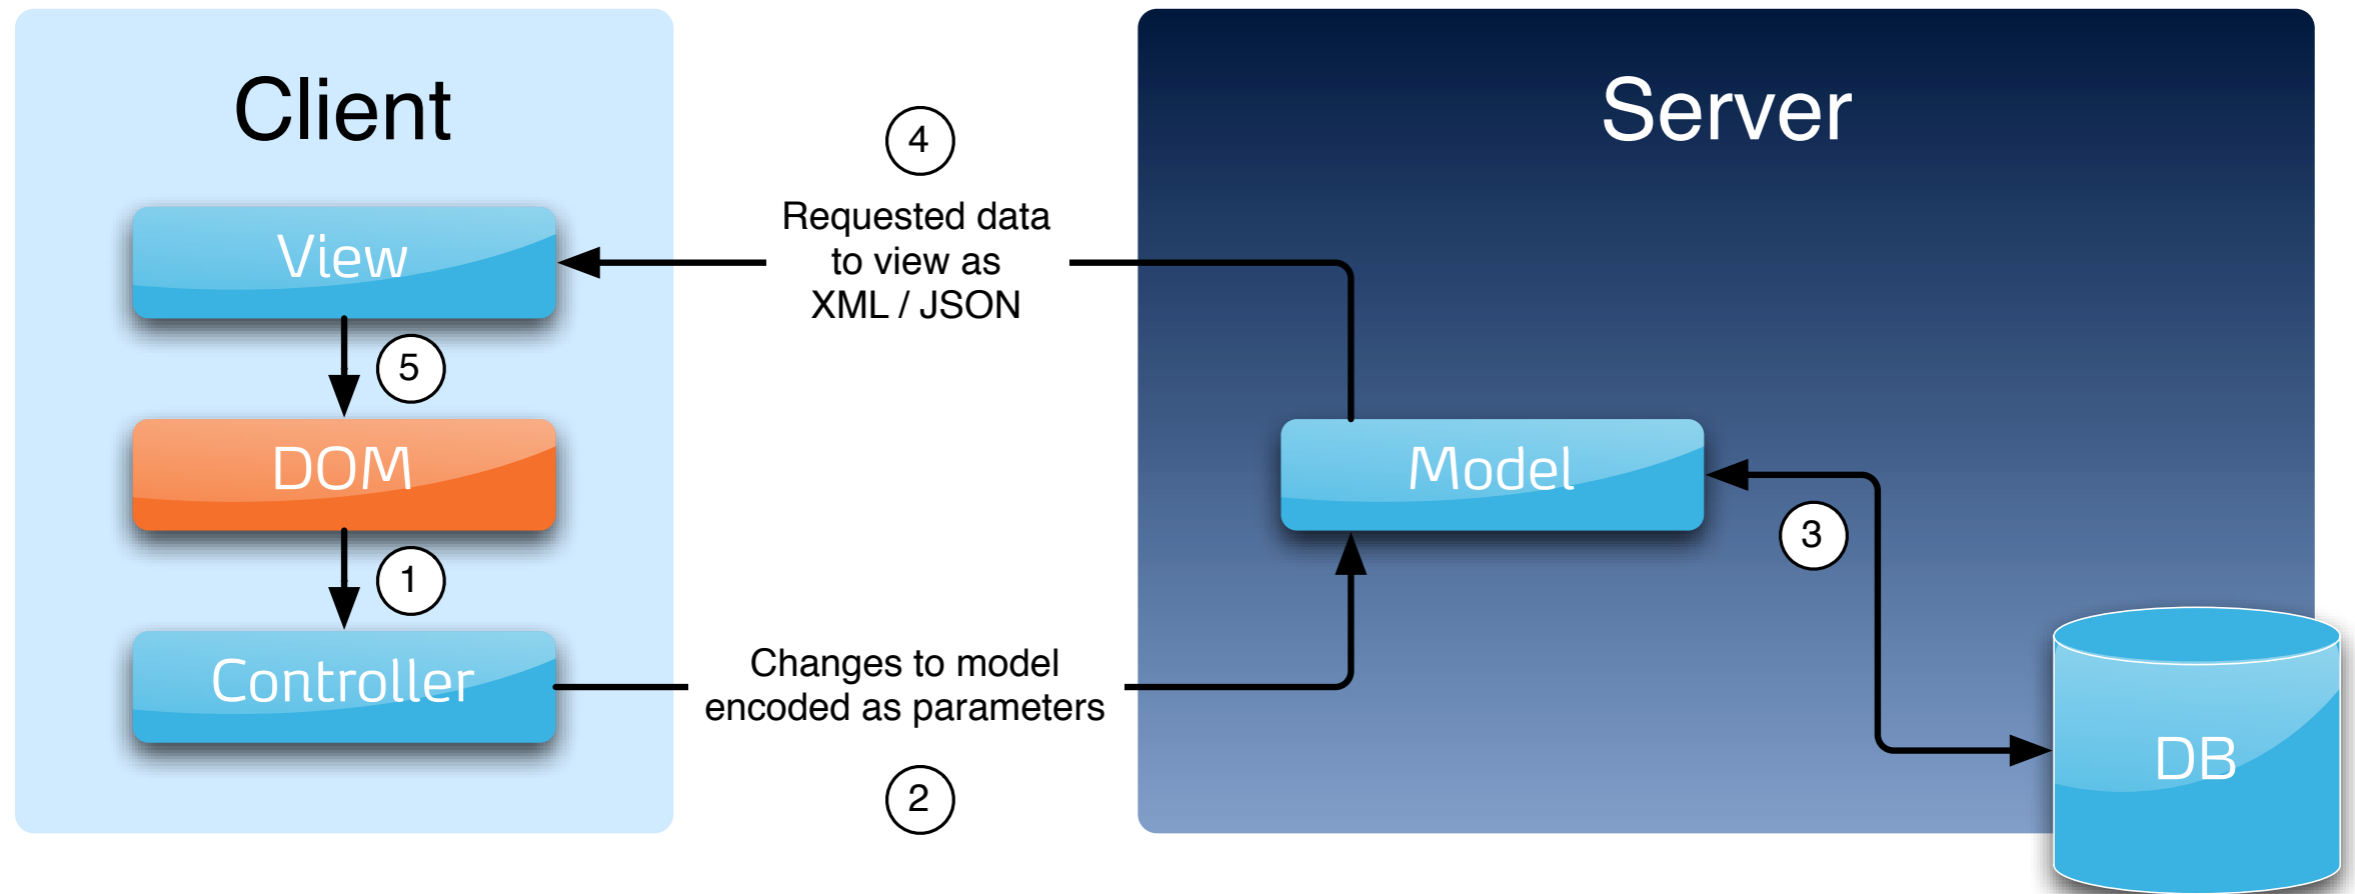 Client
Server
4
Requested data
to view as
XML / JSON
View
5
DOM
Model
3
1
Controller
Changes to model
encoded as parameters
2
DB